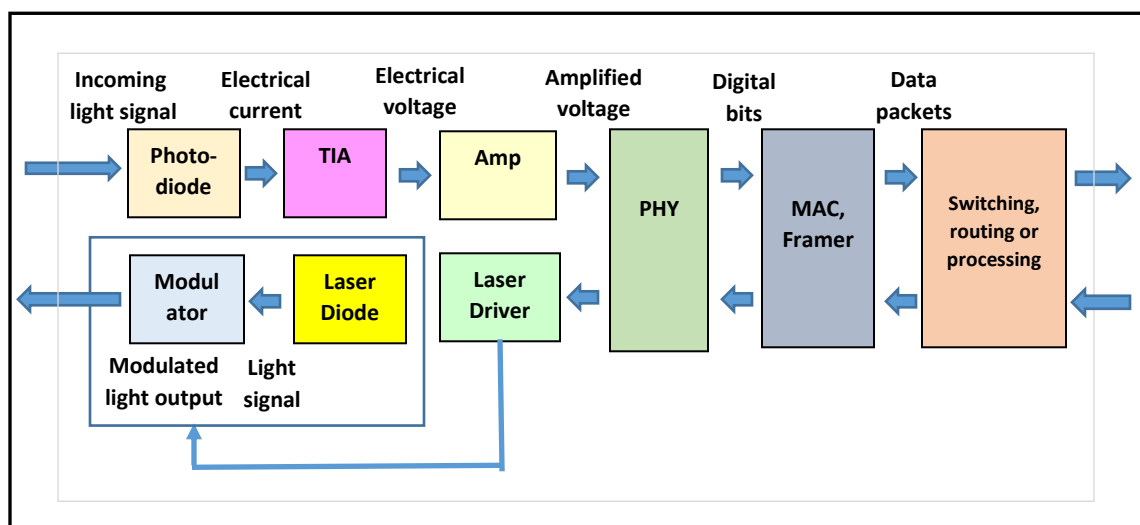 Incoming
light signal
Electrical
current
Electrical
voltage
Amplified
voltage
Digital
bits
Data
packets
Photo-
diode
TIA
Amp
PHY
MAC,
Framer
Switching,
routing or
processing
Modul
ator
Laser
Diode
Laser
Driver
Modulated
light output
Light
signal